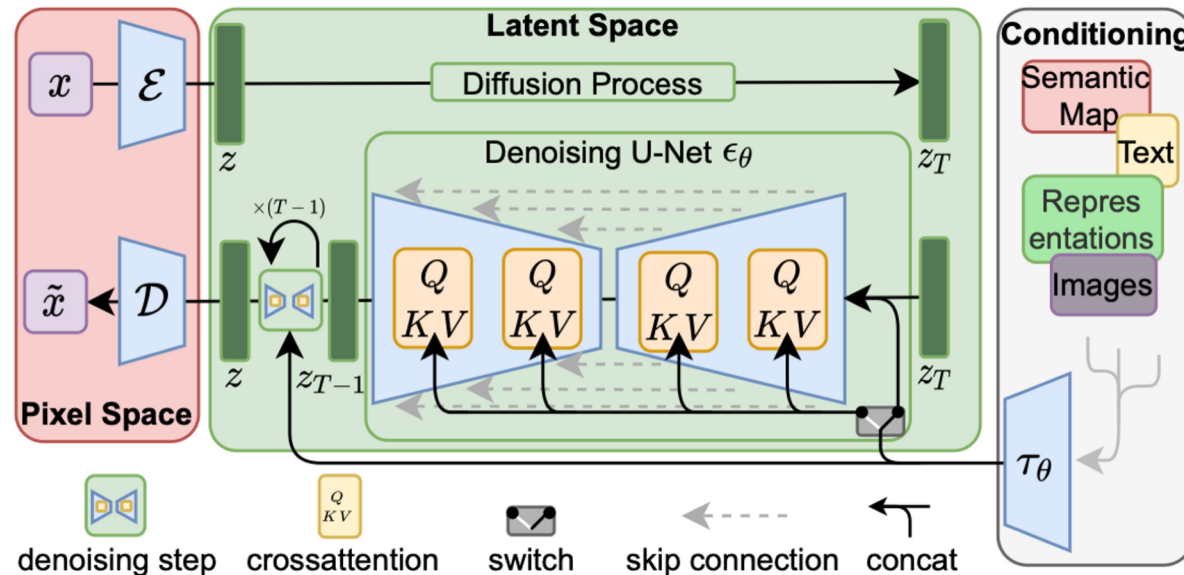 Latent Space
Conditioning
x
ℰ
Diffusion Process
Semantic
Map
Text
z
Denoising U-Net ϵ_θ
z_T
Repres
entations
Images
×(T−1)
x̃
𝒟
Q
KV
Q
KV
Q
KV
Q
KV
z
z_{T−1}
z_T
Pixel Space
τ_θ
Q
KV
denoising step
crossattention
switch
skip connection
concat